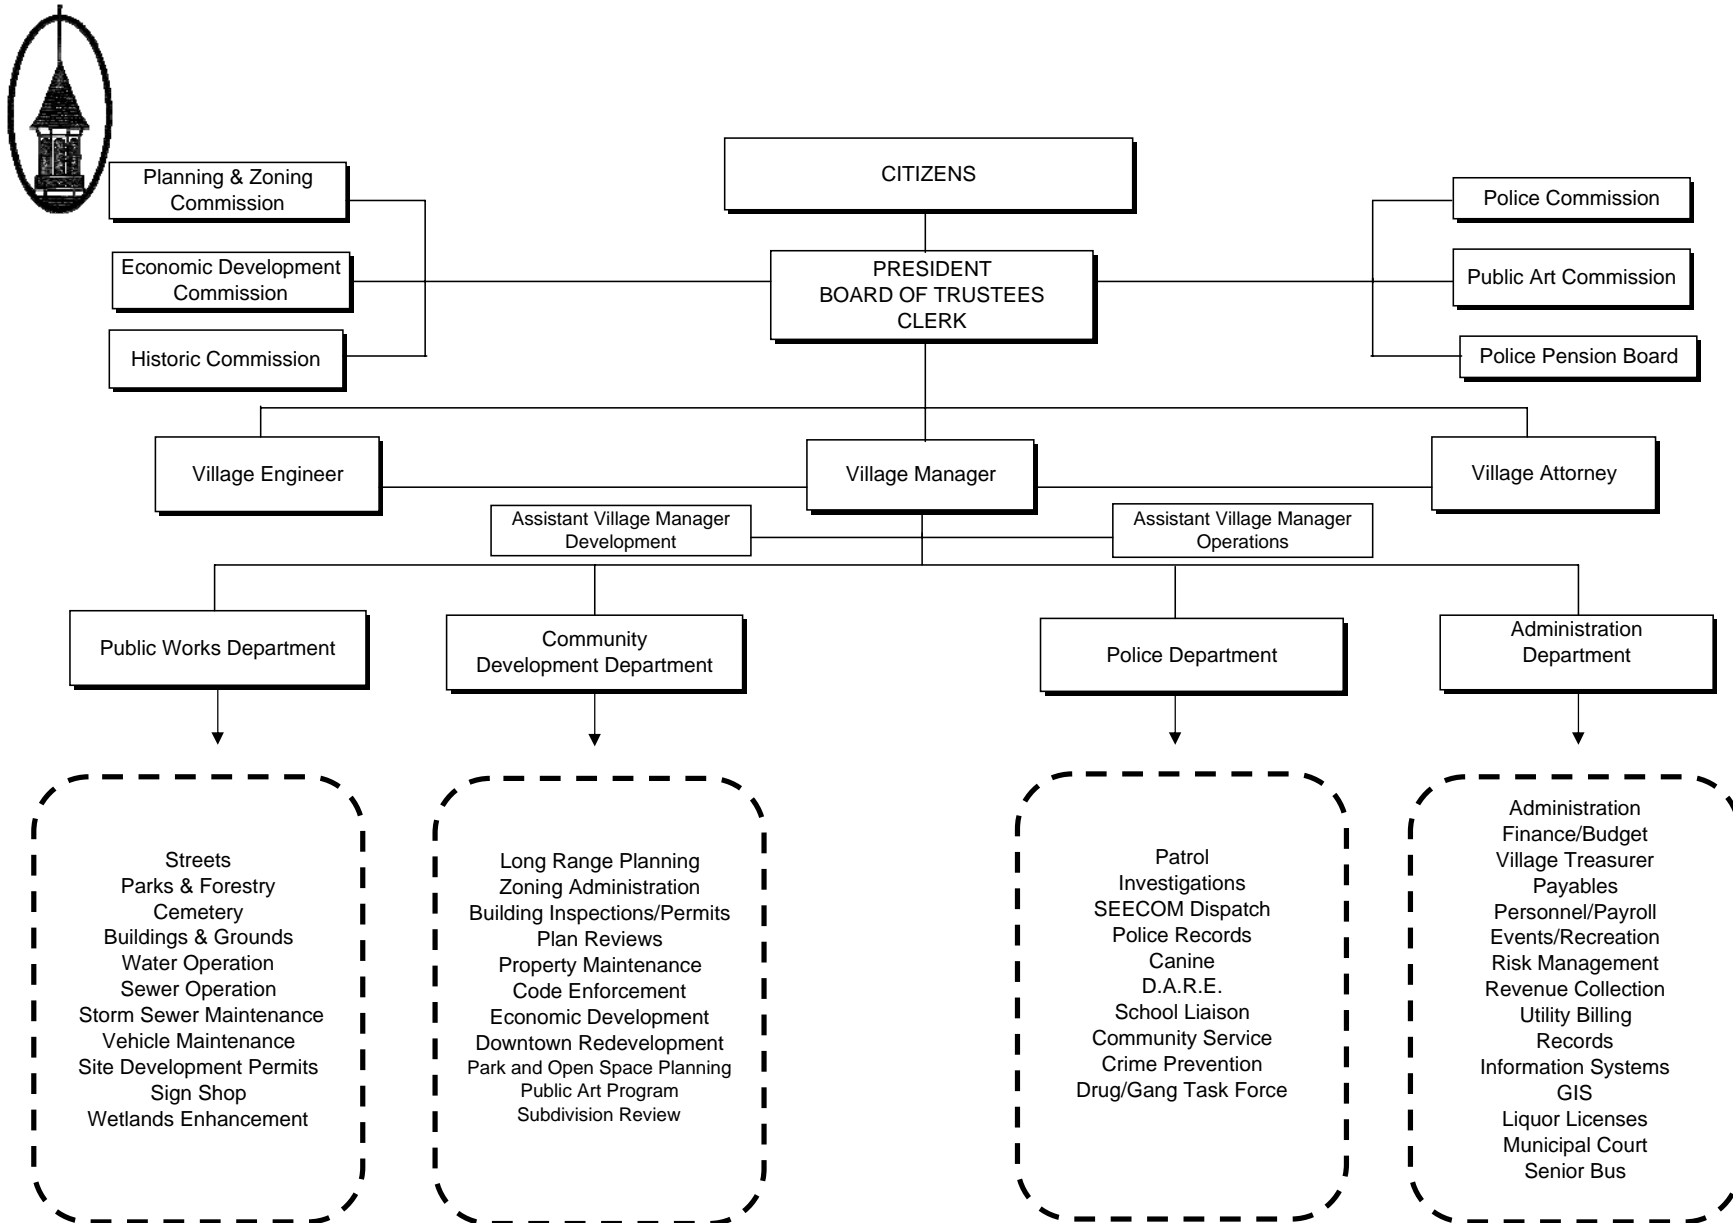 CITIZENS
Planning & Zoning
Commission
Police Commission
Economic Development
Commission
PRESIDENT
BOARD OF TRUSTEES
CLERK
Public Art Commission
Historic Commission
Police Pension Board
Village Engineer
Village Manager
Village Attorney
Assistant Village Manager
Development
Assistant Village Manager
Operations
Public Works Department
Community
Development Department
Police Department
Administration
Department
Streets
Parks & Forestry
Cemetery
Buildings & Grounds
Water Operation
Sewer Operation
Storm Sewer Maintenance
Vehicle Maintenance
Site Development Permits
Sign Shop
Wetlands Enhancement
Long Range Planning
Zoning Administration
Building Inspections/Permits
Plan Reviews
Property Maintenance
Code Enforcement
Economic Development
Downtown Redevelopment
Park and Open Space Planning
Public Art Program
Subdivision Review
Patrol
Investigations
SEECOM Dispatch
Police Records
Canine
D.A.R.E.
School Liaison
Community Service
Crime Prevention
Drug/Gang Task Force
Administration
Finance/Budget
Village Treasurer
Payables
Personnel/Payroll
Events/Recreation
Risk Management
Revenue Collection
Utility Billing
Records
Information Systems
GIS
Liquor Licenses
Municipal Court
Senior Bus